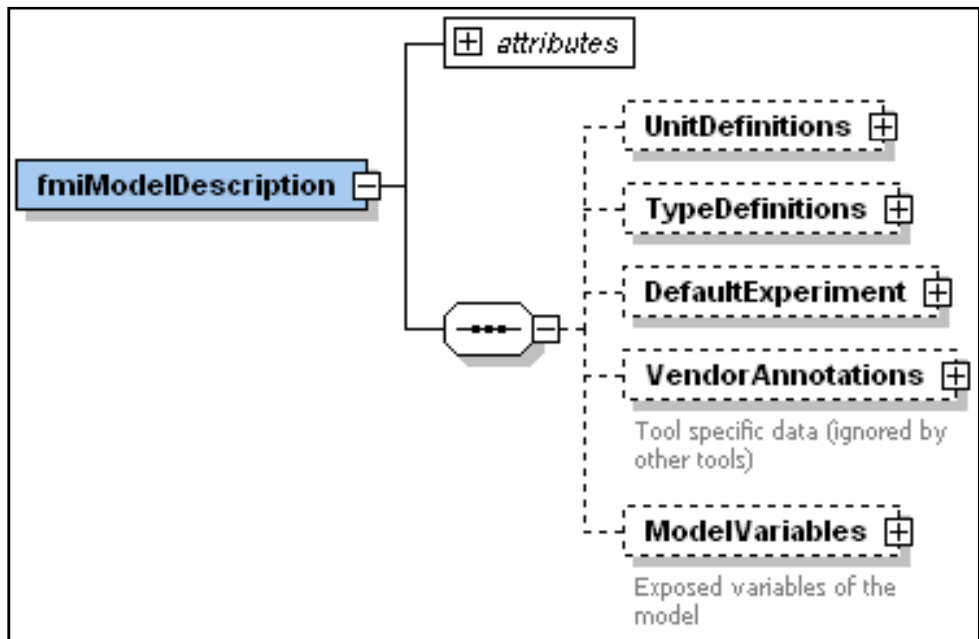 attributes
fmiModelDescription
UnitDefinitions
TypeDefinitions
DefaultExperiment
VendorAnnotations
Tool specific data (ignored by
other tools)
ModelVariables
Exposed variables of the
model